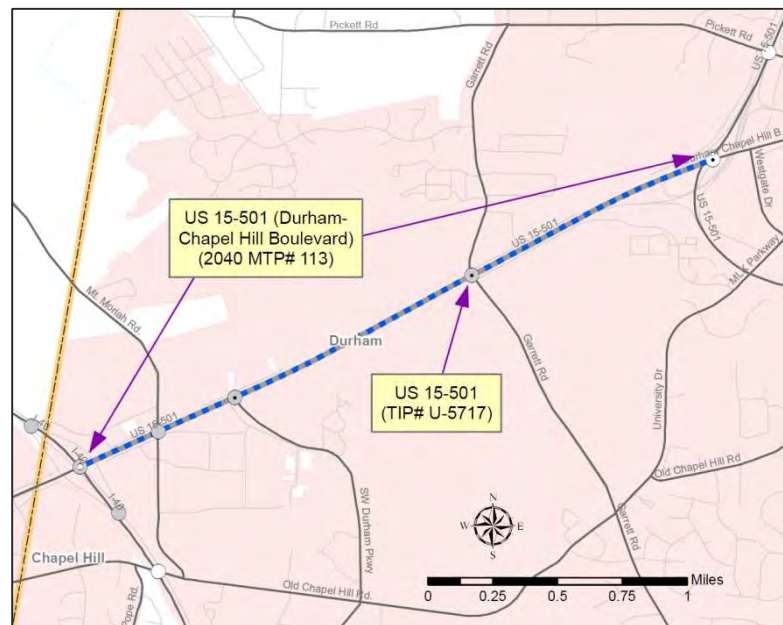 Pickett Rd
Pickett Rd
US 15-501
Garrett Rd
Durham Chapel Hill B
Westgate Dr
US 15-501 (Durham-
Chapel Hill Boulevard)
(2040 MTP# 113)
US 15-501
US 15-501
MLK Parkway
Mt. Moriah Rd.
Durham
Garrett Rd
US 15-501
(TIP# U-5717)
University Dr
I-40
US 15-501
I-40
Old Chapel Hill Rd
I-40
SW Durham Pkwy
N
W
E
S
Garrett Rd
Chapel Hill
Miles
Old Chapel Hill Rd.
0
0.25
0.5
0.75
1
Pope Rd.